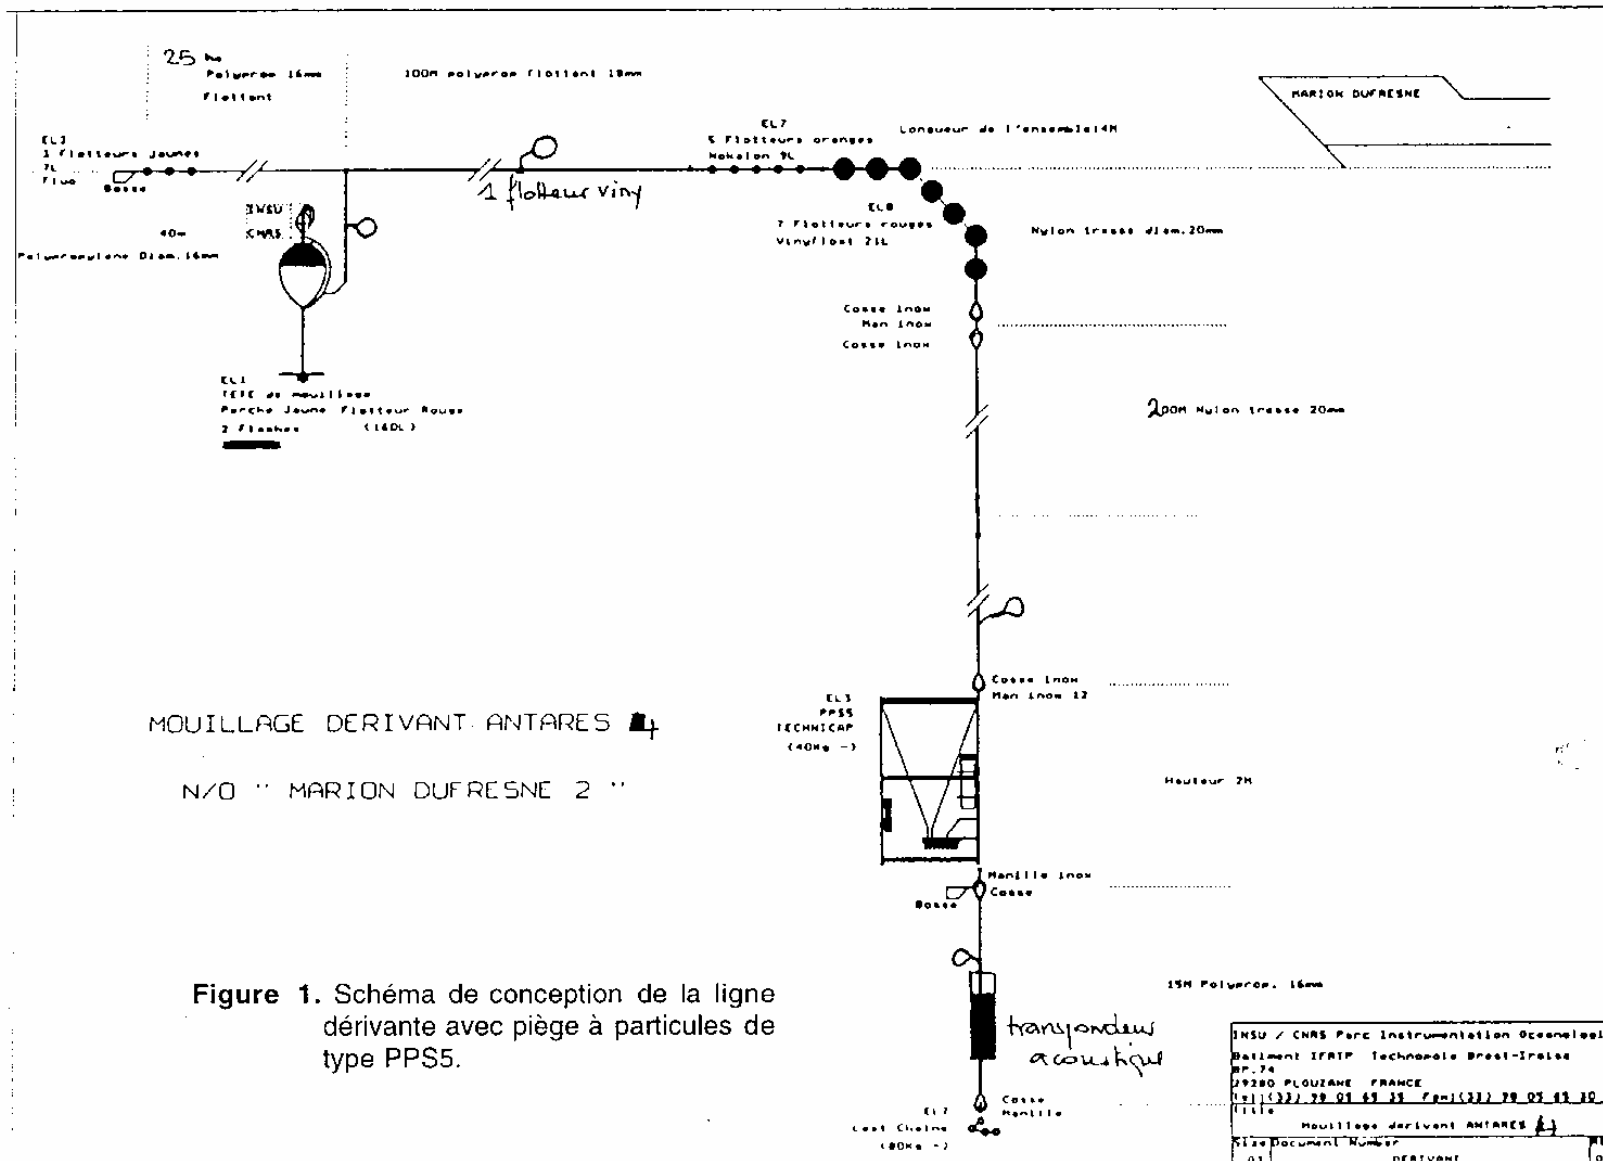 25 m
Polyprop 16mm
Flottant
100M polyprop flottant 18mm
MARION DUFRESNE
3 Flotteurs Jaunes
7L
Fluo
Bosse
EL7
5 Flotteurs oranges
Nokalon 9L
Longueur de l'ensemble:4M
1 flotteur viny
INSU
CNRS
40m
Polypropylene Diam.16mm
EL8
7 Flotteurs rouges
Vinyfloat 21L
Nylon tresse diam.20mm
Cosse inox
Man inox
Cosse inox
EL1
TETE de mouillage
Perche Jaune Flotteur Rouge
2 Flashes (160L)
200M Nylon tresse 20mm
Cosse inox
Man inox 12
EL3
PPS5
TECHNICAP
(40Kg -)
MOUILLAGE DERIVANT ANTARES 4
N/O " MARION DUFRESNE 2 "
Hauteur 2M
Manille inox
Cosse
Bosse
15M Polyprop. 16mm
Figure 1. Schéma de conception de la ligne
dérivante avec piège à particules de
type PPS5.
transpondeur
acoustique
Cosse
Manille
EL7
Lest Chaine
(80Kg -)
INSU / CNRS Parc Instrumentation Oceanologi
Batiment IFRTP Technopole Brest-Iroise
BP.74
29280 PLOUZANE FRANCE
Title
Mouillage derivant ANTARES 4
Size Document Number
DERIVANT